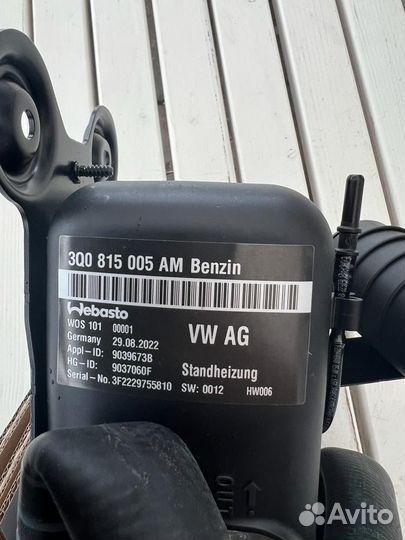 3Q0 815 005 AM Benzin
Webasto
VW AG
WOS 101 00001
Germany 29.08.2022
Appl-ID: 9039673B
HG-ID: 9037060F
Standheizung
Serial-No. 3F2229755810 SW: 0012 HW006
OUT
Avito